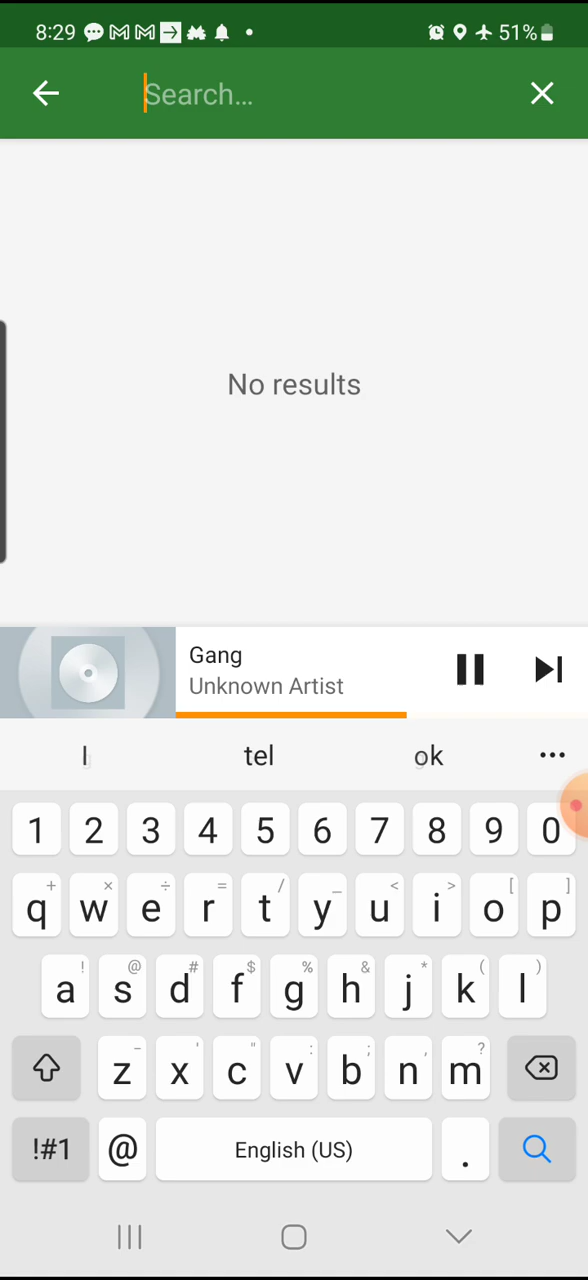 8:29 51%
Search...
No results
Gang
Unknown Artist
I tel ok ...
1 2 3 4 5 6 7 8 9 0
+ × ÷ = / _ < > [ ]
q w e r t y u i o p
! @ # $ % & * ( )
a s d f g h j k l
- ' " : ; , ?
z x c v b n m
!#1 @ English (US) .